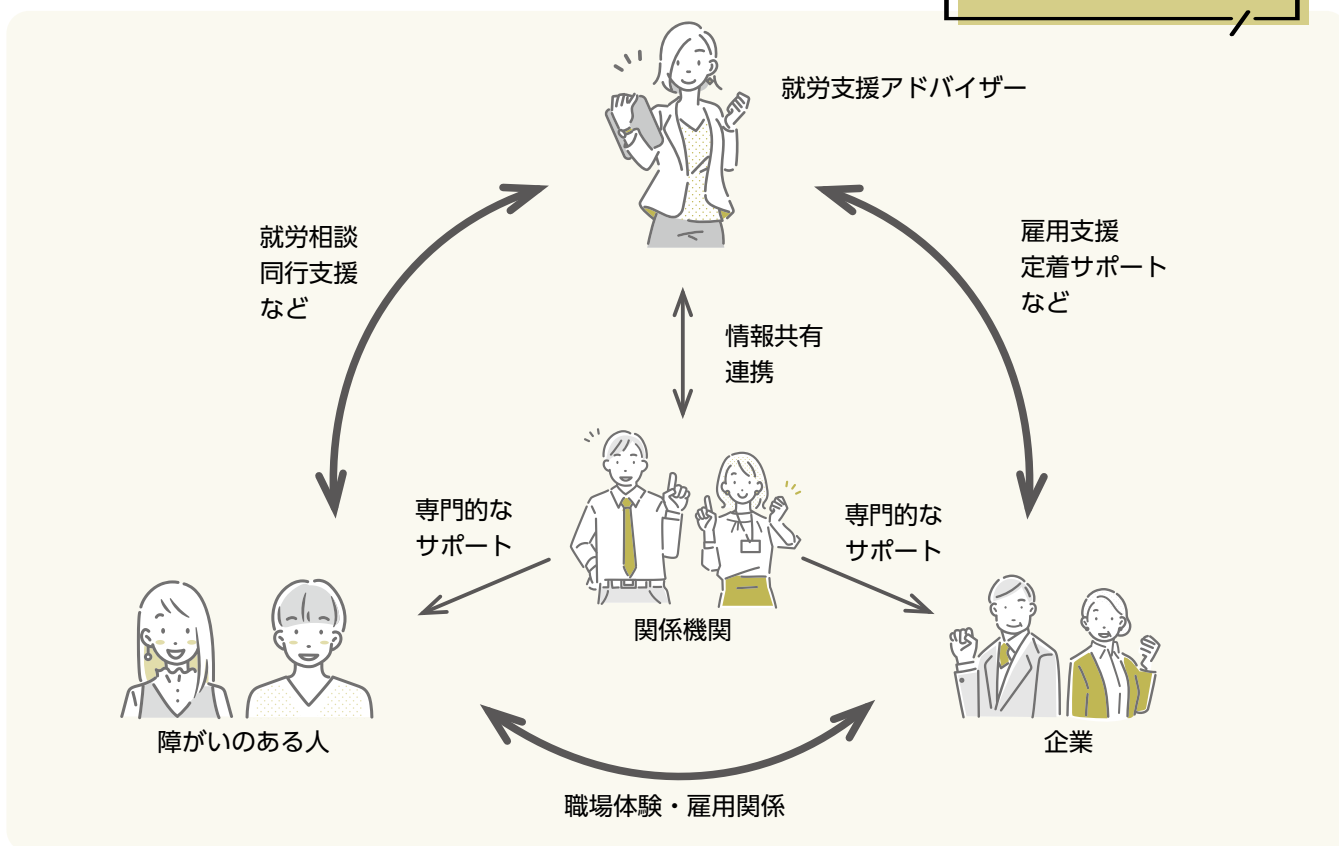 就労支援アドバイザー
就労相談
同行支援
など
雇用支援
定着サポート
など
情報共有
連携
専門的な
サポート
専門的な
サポート
関係機関
障がいのある人
企業
職場体験・雇用関係